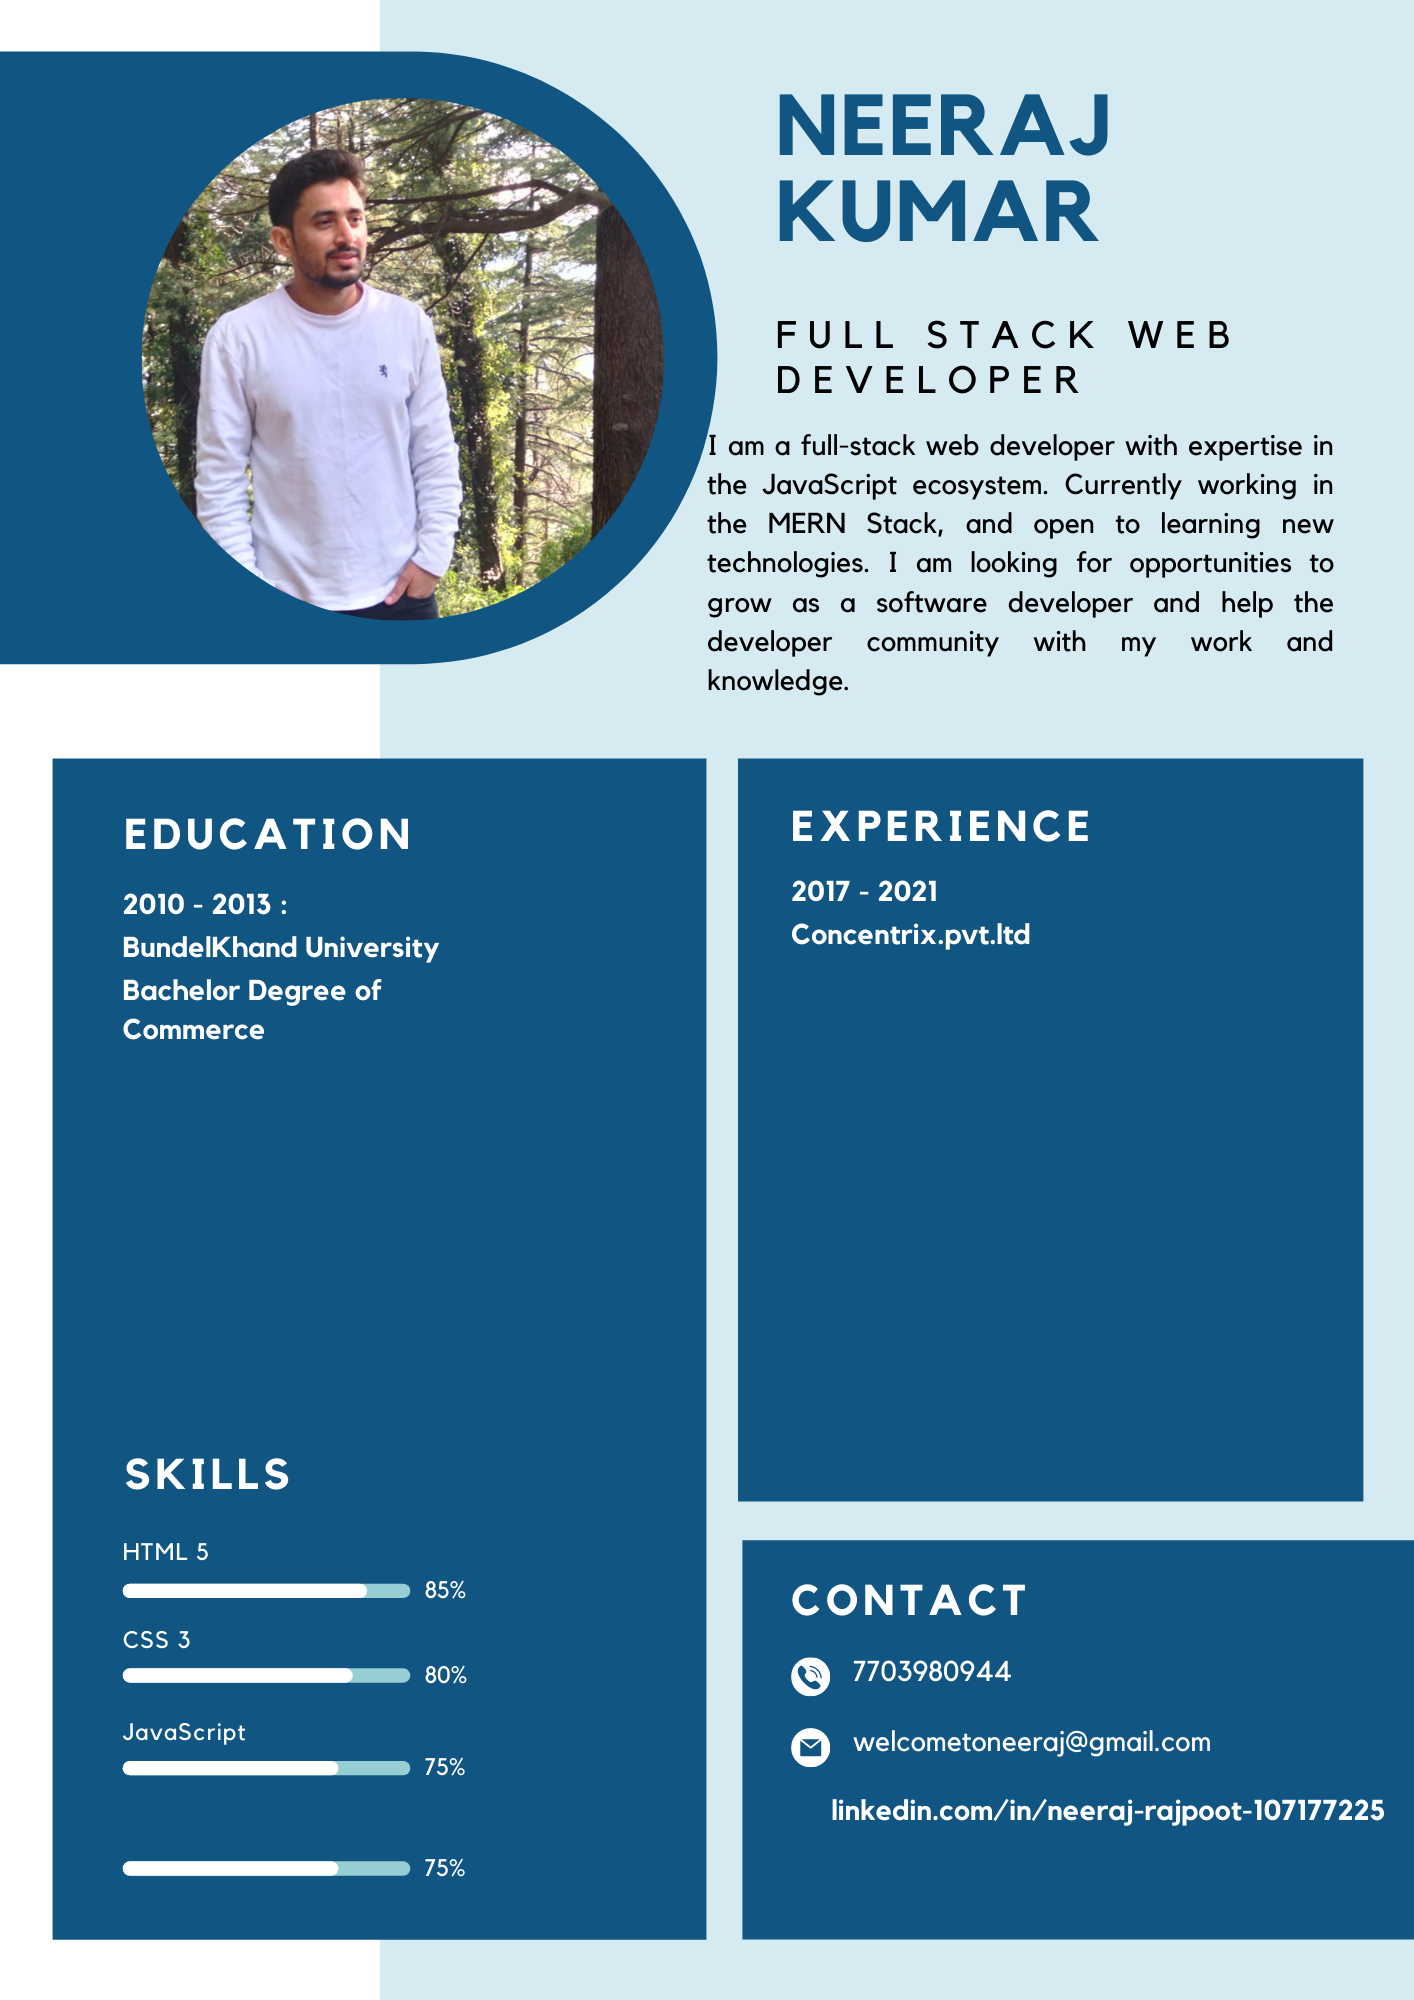 NEERAJ
KUMAR
FULL STACK WEB
DEVELOPER
I am a full-stack web developer with expertise in
the JavaScript ecosystem. Currently working in
the MERN Stack, and open to learning new
technologies. I am looking for opportunities to
grow as a software developer and help the
developer community with my work and
knowledge.
EDUCATION
2010 - 2013 :
BundelKhand University
Bachelor Degree of
Commerce
SKILLS
HTML 5
85%
CSS 3
80%
JavaScript
75%
75%
EXPERIENCE
2017 - 2021
Concentrix.pvt.ltd
CONTACT
7703980944
welcometoneeraj@gmail.com
linkedin.com/in/neeraj-rajpoot-107177225